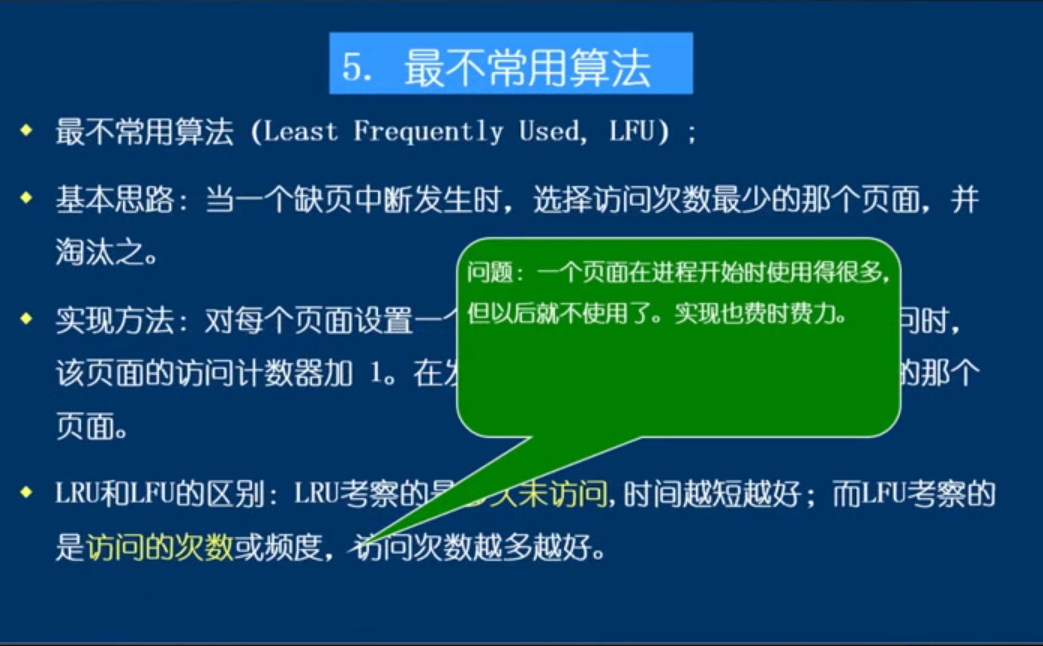 5. 最不常用算法
最不常用算法 (Least Frequently Used, LFU) ;
基本思路: 当一个缺页中断发生时, 选择访问次数最少的那个页面, 并
淘汰之。
问题: 一个页面在进程开始时使用得很多,
但以后就不使用了。实现也费时费力。
实现方法: 对每个页面设置一 问时,
该页面的访问计数器加 1。在发 的那个
页面。
LRU和LFU的区别: LRU考察的是 久未访问,时间越短越好; 而LFU考察的
是访问的次数或频度, 访问次数越多越好。